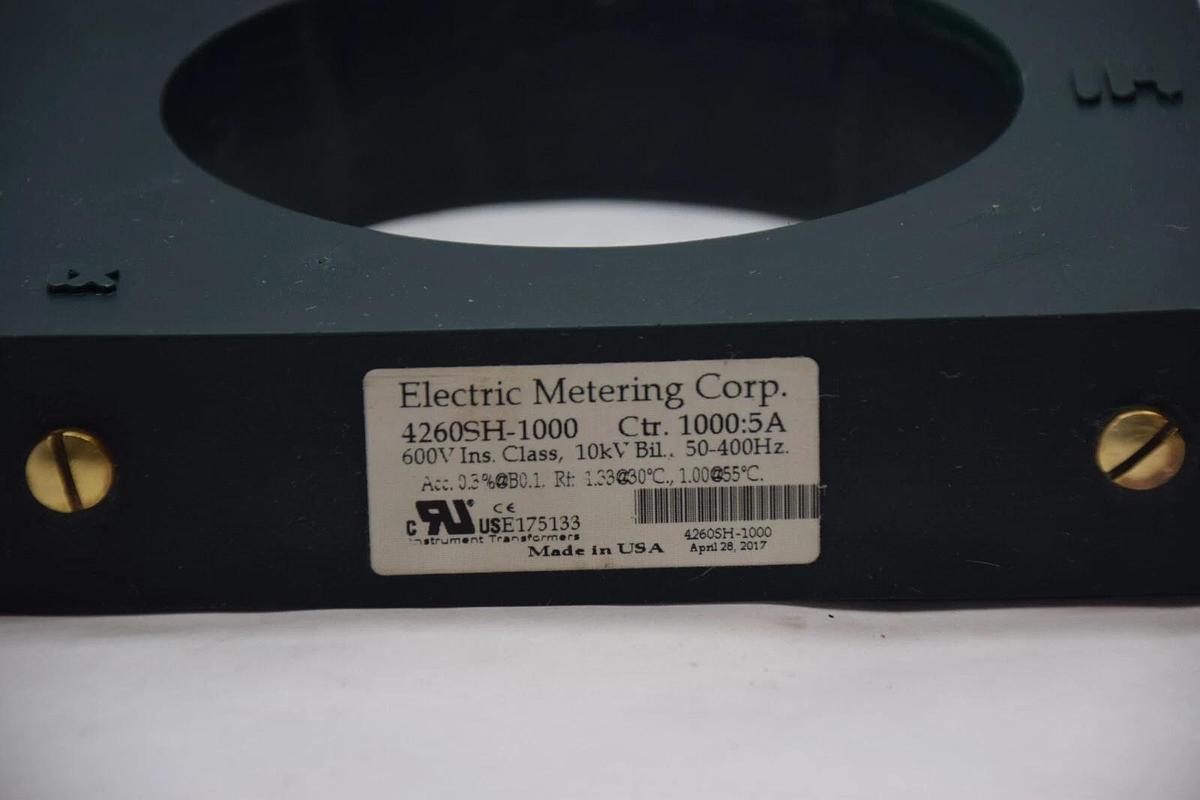 Electric Metering Corp.
4260SH-1000 Ctr. 1000:5A
600V Ins. Class, 10kV Bil., 50-400Hz.
Acc. 0.3%@B0.1. Rf: 1.33@30°C., 1.00@55°C.
c RU® US E175133
CE
Instrument Transformers
Made in USA
4260SH-1000
April 28, 2017